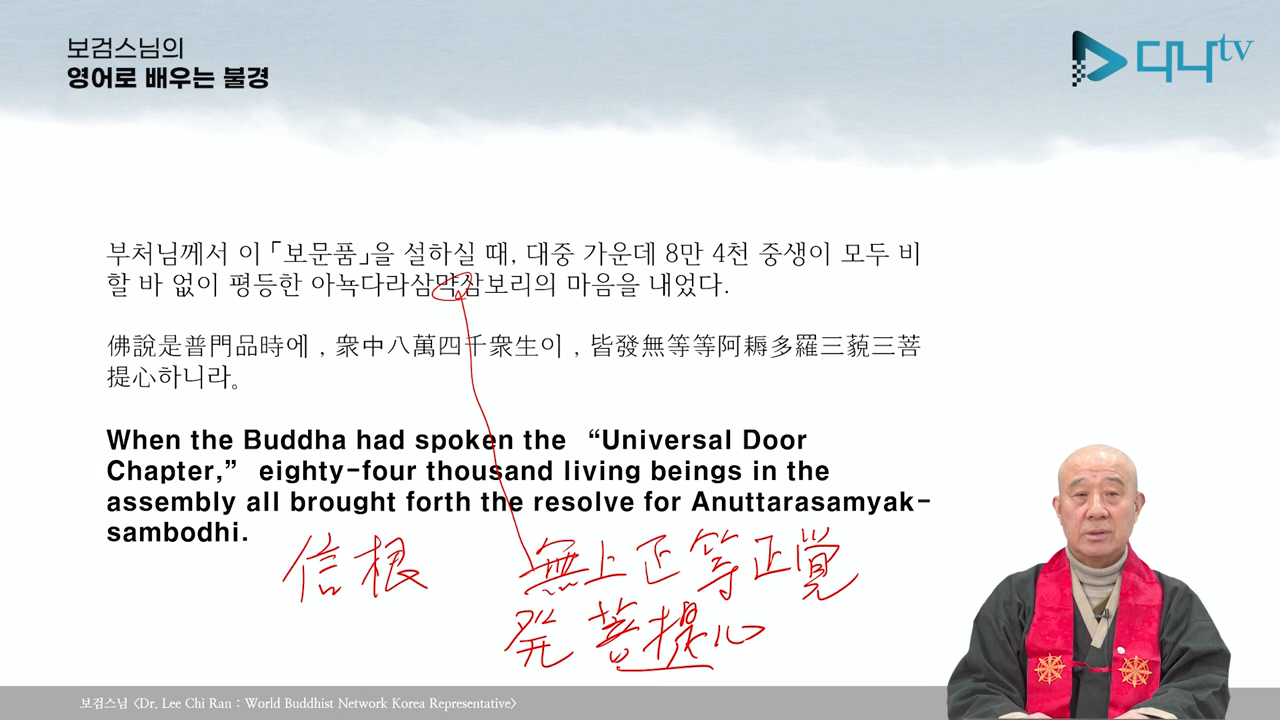 보검스님의
영어로 배우는 불경
다나tv
부처님께서 이 「보문품」을 설하실 때, 대중 가운데 8만 4천 중생이 모두 비
할 바 없이 평등한 아뇩다라삼막삼보리의 마음을 내었다.
佛說是普門品時에 , 衆中八萬四千衆生이 , 皆發無等等阿耨多羅三藐三菩
提心하니라。
When the Buddha had spoken the “Universal Door
Chapter,” eighty-four thousand living beings in the
assembly all brought forth the resolve for Anuttarasamyak-
sambodhi.
信根 無上正等正覚
発菩提心
보검스님 <Dr. Lee Chi Ran : World Buddhist Network Korea Representative>